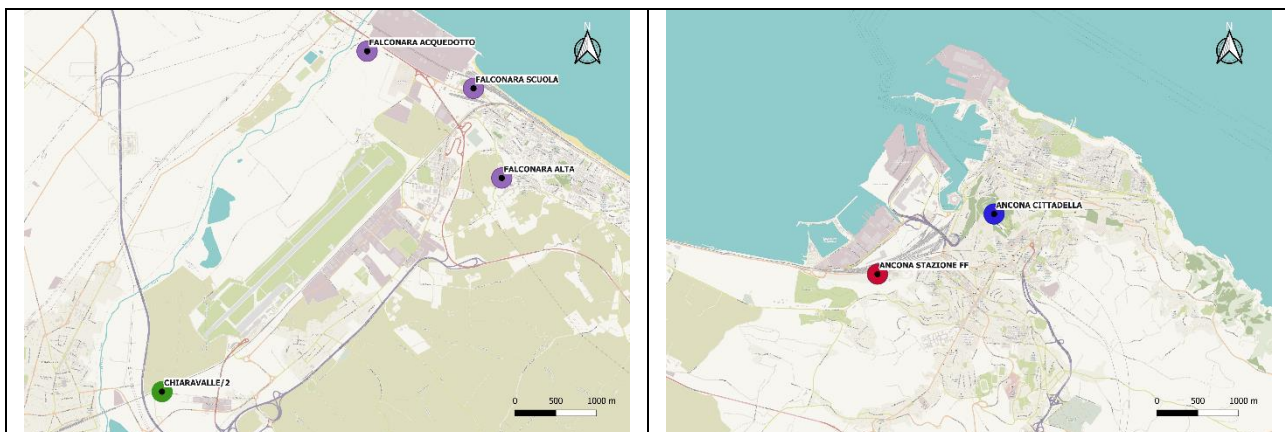 N
FALCONARA ACQUEDOTTO
FALCONARA SCUOLA
FALCONARA ALTA
CHIARAVALLE/2
0 500 1000 m
N
ANCONA CITTADELLA
ANCONA STAZIONE FF
0 500 1000 m